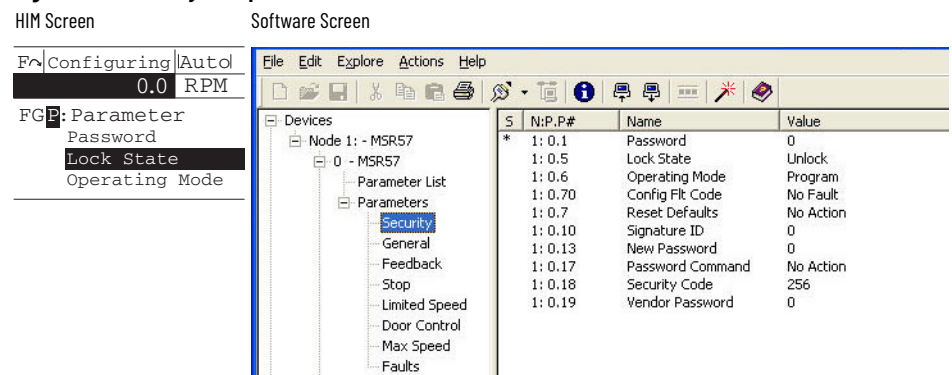 HIM Screen
Software Screen
F Configuring Auto
0.0 RPM
FGP: Parameter
Password
Lock State
Operating Mode
File Edit Explore Actions Help
Devices
Node 1: - MSR57
0 - MSR57
Parameter List
Parameters
Security
General
Feedback
Stop
Limited Speed
Door Control
Max Speed
Faults
S N:P.P# Name Value
* 1: 0.1 Password 0
1: 0.5 Lock State Unlock
1: 0.6 Operating Mode Program
1: 0.70 Config Flt Code No Fault
1: 0.7 Reset Defaults No Action
1: 0.10 Signature ID 0
1: 0.13 New Password 0
1: 0.17 Password Command No Action
1: 0.18 Security Code 256
1: 0.19 Vendor Password 0